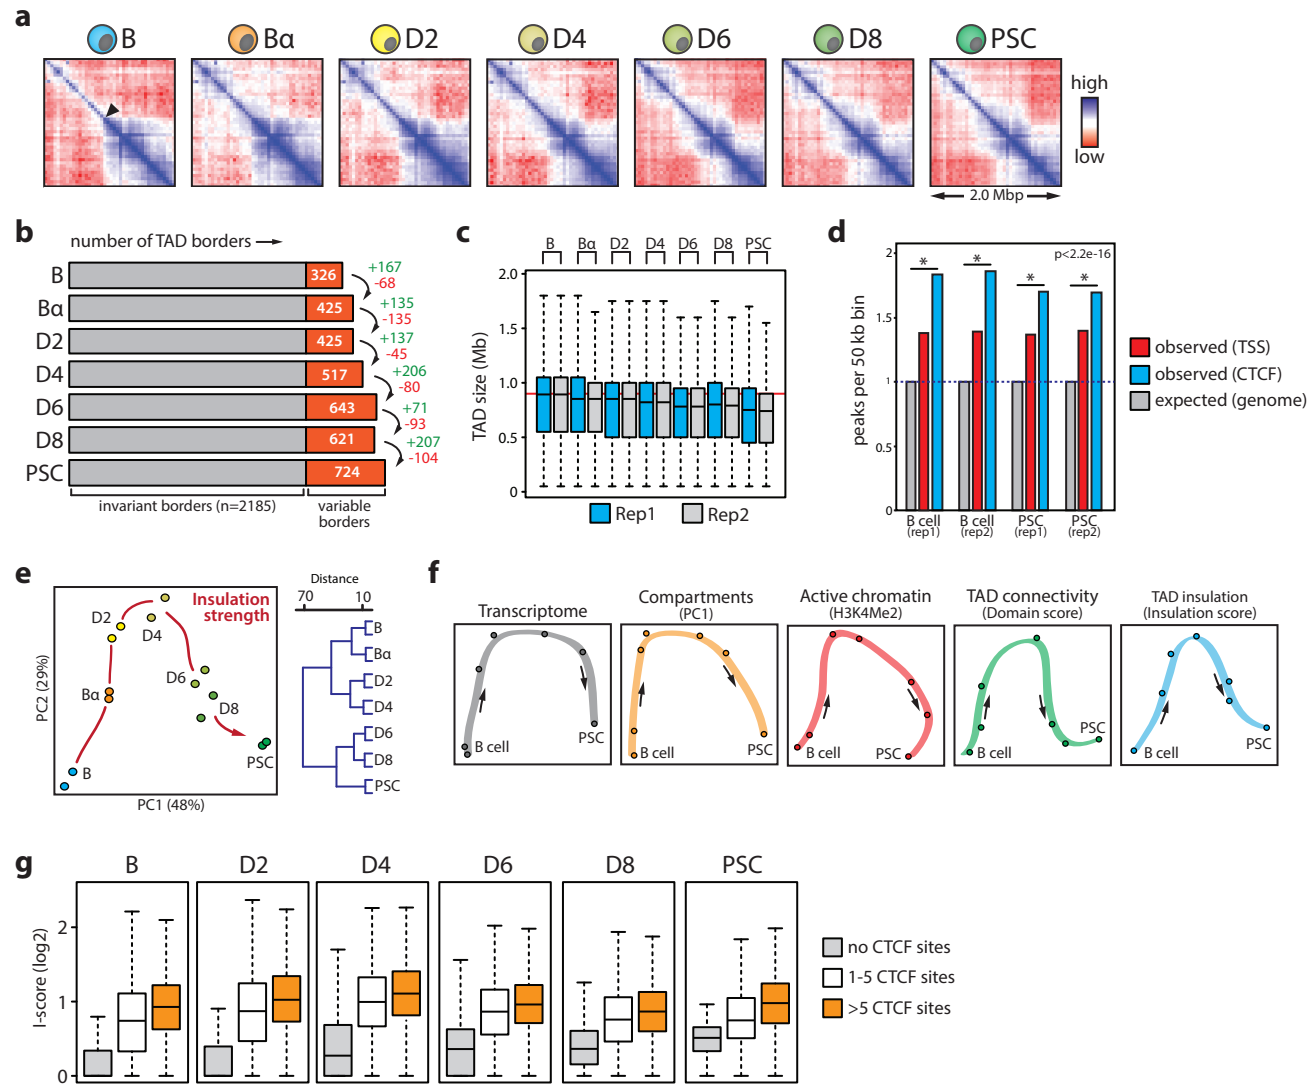 a
B Bα D2 D4 D6 D8 PSC
high
low
2.0 Mbp
b
number of TAD borders
B 326
+167
-68
Bα 425
+135
-135
D2 425
+137
-45
D4 517
+206
-80
D6 643
+71
-93
D8 621
+207
-104
PSC 724
invariant borders (n=2185)
variable
borders
c
B Bα D2 D4 D6 D8 PSC
TAD size (Mb)
2.0
1.5
1.0
0.5
0
Rep1 Rep2
d
p<2.2e-16
peaks per 50 kb bin
2
1.5
1
0.5
0
* * * *
B cell B cell PSC PSC
(rep1) (rep2) (rep1) (rep2)
observed (TSS)
observed (CTCF)
expected (genome)
e
Insulation
strength
PC2 (29%)
PC1 (48%)
B
Bα
D2
D4
D6
D8
PSC
Distance
70 10
B
Bα
D2
D4
D6
D8
PSC
f
Transcriptome
B cell
PSC
Compartments
(PC1)
B cell
PSC
Active chromatin
(H3K4Me2)
B cell
PSC
TAD connectivity
(Domain score)
B cell
PSC
TAD insulation
(Insulation score)
B cell
PSC
g
B D2 D4 D6 D8 PSC
I-score (log2)
2
1
0
no CTCF sites
1-5 CTCF sites
>5 CTCF sites